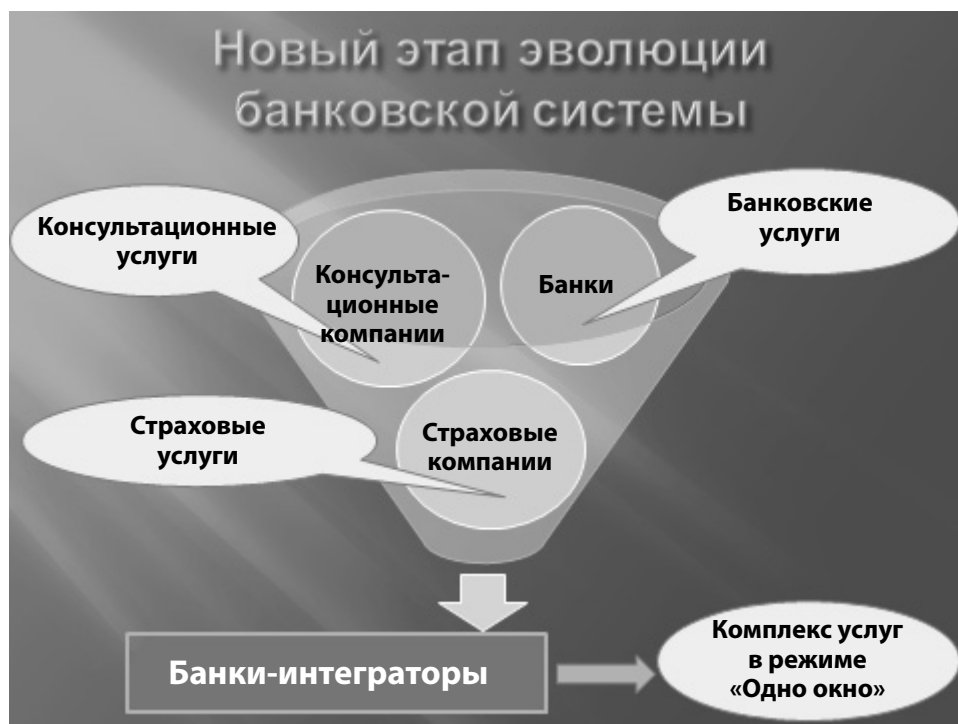 Новый этап эволюции
банковской системы
Консультационные
услуги
Банковские
услуги
Консульта-
ционные
компании
Банки
Страховые
услуги
Страховые
компании
Банки-интеграторы
Комплекс услуг
в режиме
«Одно окно»